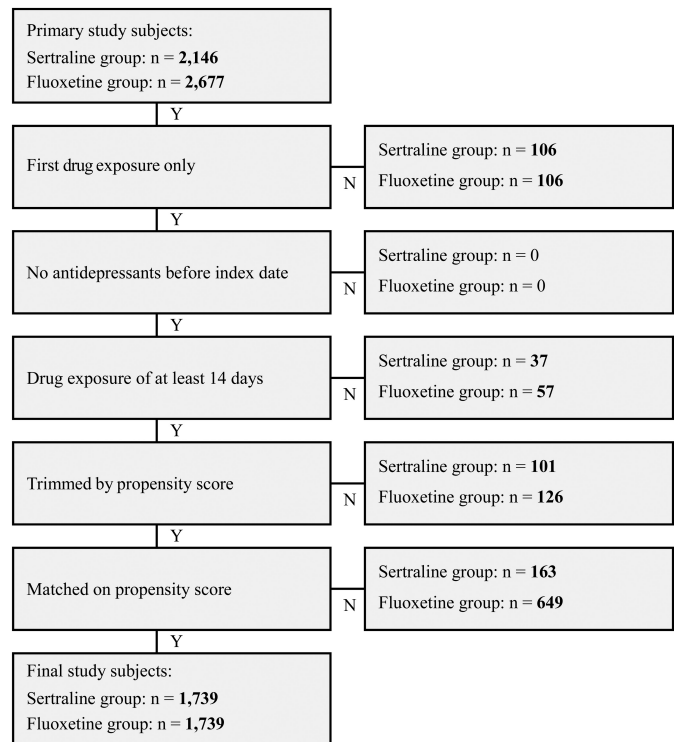 Primary study subjects:
Sertraline group: n = 2,146
Fluoxetine group: n = 2,677
Y
First drug exposure only
N
Sertraline group: n = 106
Fluoxetine group: n = 106
Y
No antidepressants before index date
N
Sertraline group: n = 0
Fluoxetine group: n = 0
Y
Drug exposure of at least 14 days
N
Sertraline group: n = 37
Fluoxetine group: n = 57
Y
Trimmed by propensity score
N
Sertraline group: n = 101
Fluoxetine group: n = 126
Y
Matched on propensity score
N
Sertraline group: n = 163
Fluoxetine group: n = 649
Y
Final study subjects:
Sertraline group: n = 1,739
Fluoxetine group: n = 1,739